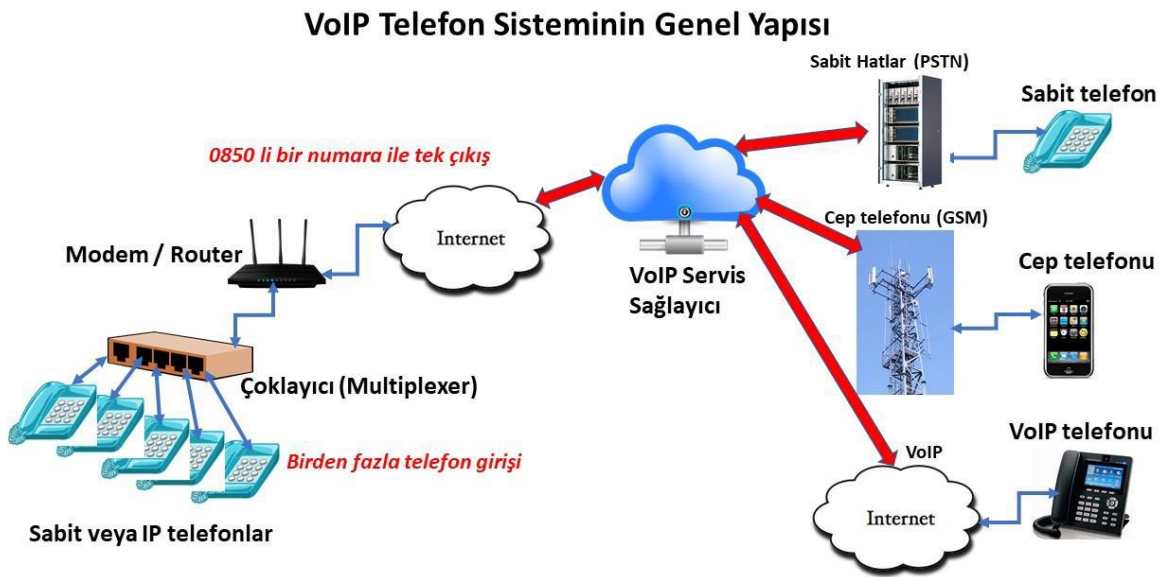 VoIP Telefon Sisteminin Genel Yapısı
Sabit Hatlar (PSTN)
Sabit telefon
0850 li bir numara ile tek çıkış
Internet
Modem / Router
VoIP Servis
Sağlayıcı
Cep telefonu (GSM)
Cep telefonu
Çoklayıcı (Multiplexer)
Birden fazla telefon girişi
Sabit veya IP telefonlar
VoIP
Internet
VoIP telefonu